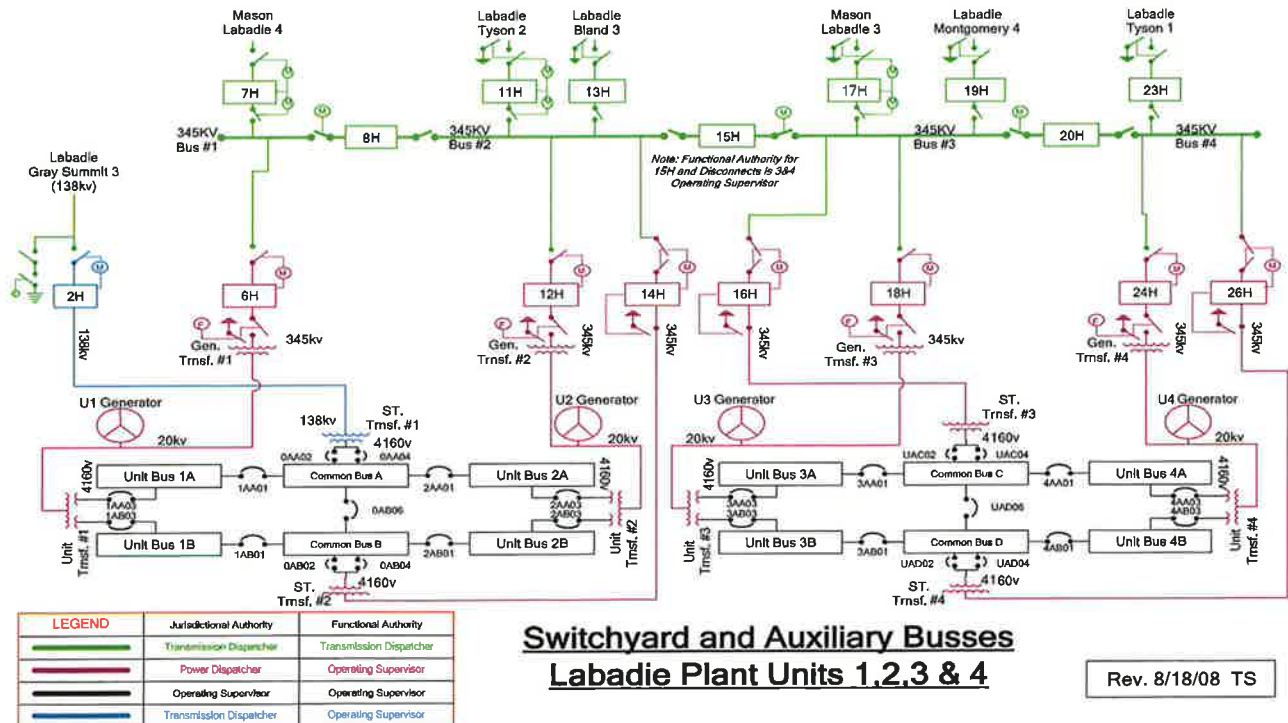 Mason
Labadie 4
Labadie
Tyson 2
Labadie
Bland 3
Mason
Labadie 3
Labadie
Montgomery 4
Labadie
Tyson 1
7H
11H
13H
17H
19H
23H
M
M
M
M
M
M
M
M
M
345KV
Bus #1
8H
345KV
Bus #2
15H
345KV
Bus #3
20H
345KV
Bus #4
Note: Functional Authority for
15H and Disconnects is 3&4
Operating Supervisor
Labadie
Gray Summit 3
(138kv)
M
M
M
M
M
M
M
M
2H
6H
12H
14H
16H
18H
24H
26H
138kv
F
Gen.
Trnsf. #1
345kv
F
Gen.
Trnsf. #2
345kv
345kv
345kv
F
Gen.
Trnsf. #3
345kv
F
Gen.
Trnsf. #4
345kv
345kv
U1 Generator
20kv
138kv
ST.
Trnsf. #1
4160v
U2 Generator
20kv
U3 Generator
20kv
ST.
Trnsf. #3
4160v
U4 Generator
20kv
4160v
0AA02
0AA04
4160v
4160v
UAC02
UAC04
4160v
Unit Bus 1A
1AA01
Common Bus A
2AA01
Unit Bus 2A
Unit Bus 3A
3AA01
Common Bus C
4AA01
Unit Bus 4A
1AA03
1AB03
0AB06
2AA03
2AB03
3AA03
3AB03
UAD06
4AA03
4AB03
Unit
Trnsf. #1
Unit Bus 1B
1AB01
Common Bus B
2AB01
Unit Bus 2B
Unit
Trnsf. #2
Unit
Trnsf. #3
Unit Bus 3B
3AB01
Common Bus D
4AB01
Unit Bus 4B
Unit
Trnsf. #4
0AB02
0AB04
UAD02
UAD04
ST.
Trnsf. #2
4160v
ST.
Trnsf. #4
4160v
LEGEND Jurisdictional Authority Functional Authority
Transmission Dispatcher Transmission Dispatcher
Power Dispatcher Operating Supervisor
Operating Supervisor Operating Supervisor
Transmission Dispatcher Operating Supervisor
Switchyard and Auxiliary Busses
Labadie Plant Units 1,2,3 & 4
Rev. 8/18/08 TS